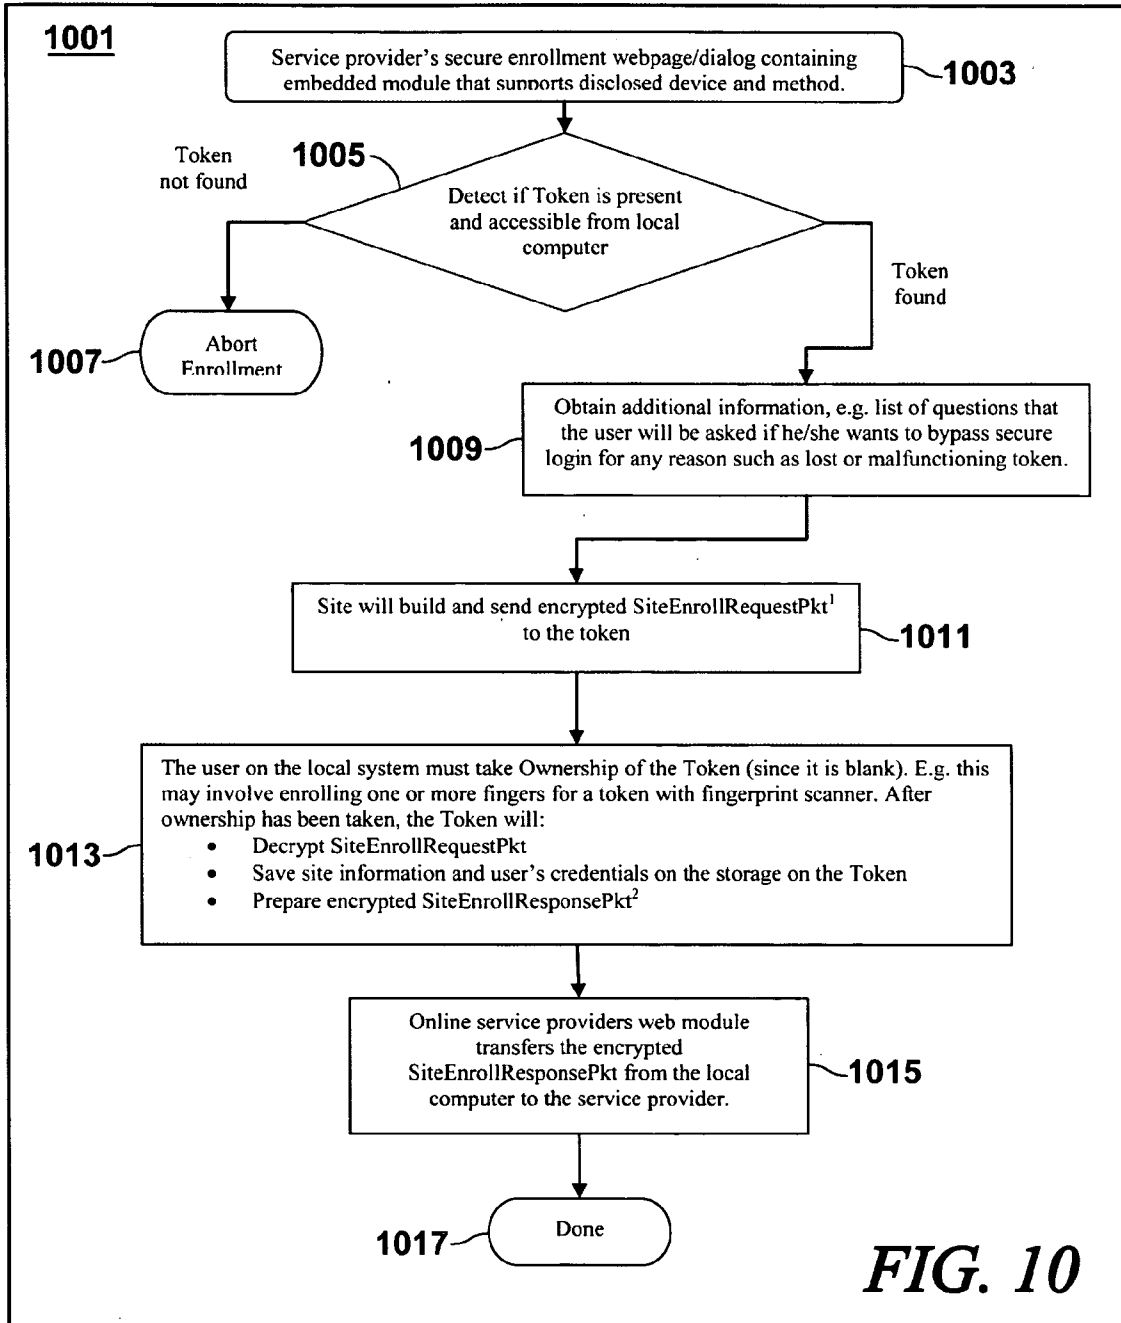 1001
Service provider's secure enrollment webpage/dialog containing
embedded module that supports disclosed device and method.
1003
1005
Token
not found
Detect if Token is present
and accessible from local
computer
Token
found
1007
Abort
Enrollment
1009
Obtain additional information, e.g. list of questions that
the user will be asked if he/she wants to bypass secure
login for any reason such as lost or malfunctioning token.
Site will build and send encrypted SiteEnrollRequestPkt¹
to the token
1011
The user on the local system must take Ownership of the Token (since it is blank). E.g. this
may involve enrolling one or more fingers for a token with fingerprint scanner. After
ownership has been taken, the Token will:
• Decrypt SiteEnrollRequestPkt
• Save site information and user's credentials on the storage on the Token
• Prepare encrypted SiteEnrollResponsePkt²
1013
Online service providers web module
transfers the encrypted
SiteEnrollResponsePkt from the local
computer to the service provider.
1015
Done
1017
FIG. 10